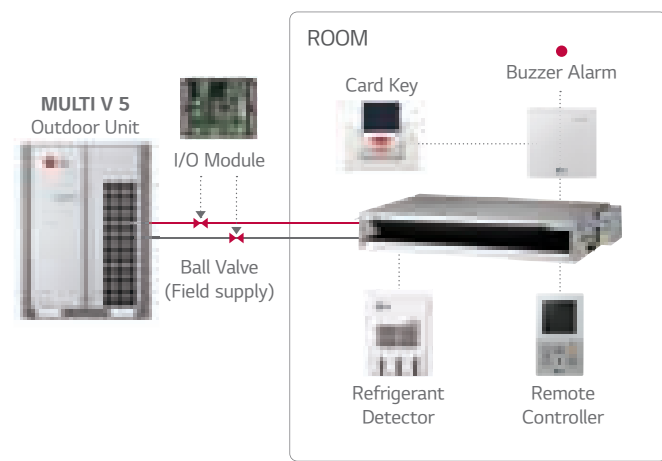 ROOM
Card Key
Buzzer Alarm
MULTI V 5
Outdoor Unit
I/O Module
Ball Valve
(Field supply)
Refrigerant
Detector
Remote
Controller